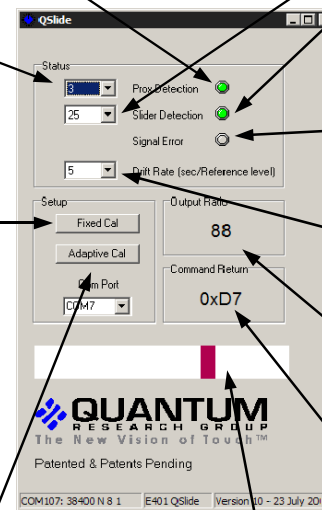 QSlide
Status
3 Prox Detection
25 Slider Detection
Signal Error
5 Drift Rate (sec/Reference level)
Setup
Fixed Cal
Adaptive Cal
Com Port
COM7
Output Ratio
88
Command Return
0xD7
QUANTUM
RESEARCH GROUP
The New Vision of Touch™
Patented & Patents Pending
COM107: 38400 N 8 1 E401 QSlide Version 10 - 23 July